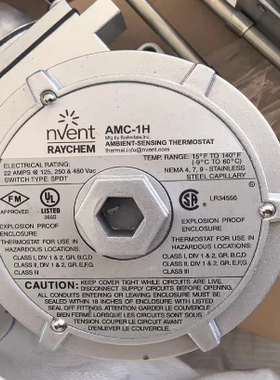 nVent
RAYCHEM
AMC-1H
Mfg by
AMBIENT-SENSING THERMOSTAT
thermal.info@nvent.com
ELECTRICAL RATING:
22 AMPS @ 125, 250 & 480 Vac
SWITCH TYPE: SPDT
TEMP. RANGE: 15°F TO 140°F
(-9°C TO 60°C)
NEMA 4, 7, 9 - STAINLESS
STEEL CAPILLARY
FM
APPROVED
UL
LISTED
EXPLOSION PROOF
ENCLOSURE
THERMOSTAT FOR USE IN
HAZARDOUS LOCATIONS
CLASS I, DIV 1 & 2, GR. B,C,D
CLASS II, DIV 1 & 2, GR. E,F,G
CLASS III
SA
LR34556
EXPLOSION PROOF
ENCLOSURE
THERMOSTAT FOR USE IN
HAZARDOUS LOCATIONS
CLASS I, DIV 1 & 2, GR. B,C,D
CLASS II, DIV 1 & 2, GR. E,F,G
CLASS III
CAUTION:
KEEP COVER TIGHT WHILE CIRCUITS ARE LIVE.
DISCONNECT SUPPLY CIRCUITS BEFORE OPENING.
ALL CONDUITS ENTERING OR LEAVING ENCLOSURE MUST BE
SEALED WITHIN 18 INCHES OF ENCLOSURE WITH
SEAL OFF FITTINGS. ATTENTION: GARDER LE COUVERCLE
BIEN FERMÉ LORSQUE LES CIRCUITS SONT SOUS
TENSION. COUPER LE COURANT AVANT
D'ENLEVER LE COUVERCLE.